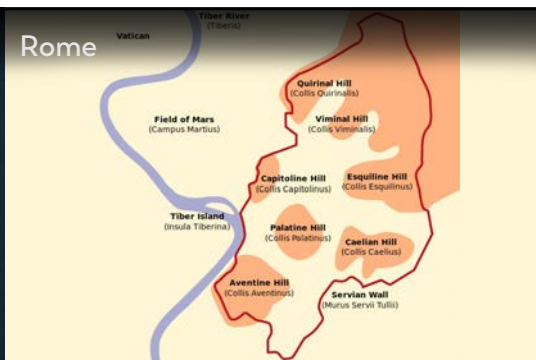 Rome
Tiber River
(Tiberis)
Vatican
Quirinal Hill
(Collis Quirinalis)
Field of Mars
(Campus Martius)
Viminal Hill
(Collis Viminalis)
Capitoline Hill
(Collis Capitolinus)
Esquiline Hill
(Collis Esquilinus)
Tiber Island
(Insula Tiberina)
Palatine Hill
(Collis Palatinus)
Caelian Hill
(Collis Caelius)
Aventine Hill
(Collis Aventinus)
Servian Wall
(Murus Servii Tullii)